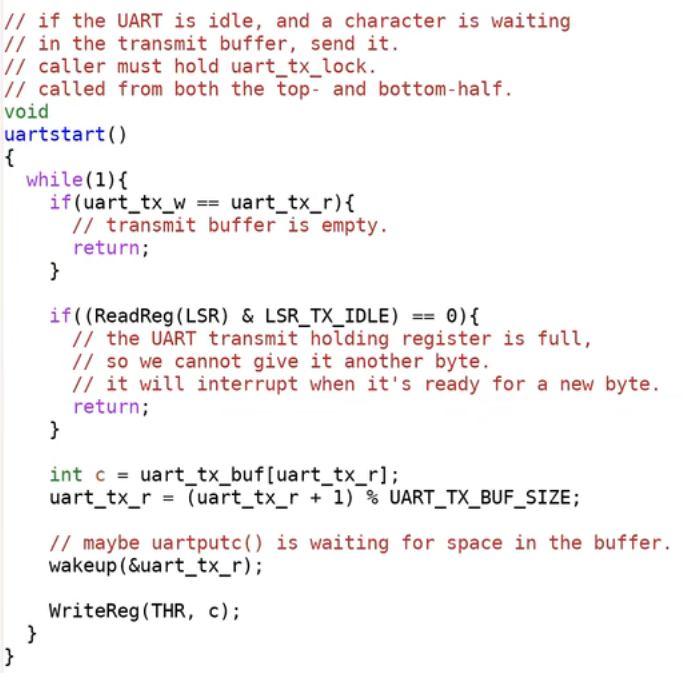 // if the UART is idle, and a character is waiting
// in the transmit buffer, send it.
// caller must hold uart_tx_lock.
// called from both the top- and bottom-half.
void
uartstart()
{
  while(1){
    if(uart_tx_w == uart_tx_r){
      // transmit buffer is empty.
      return;
    }

    if((ReadReg(LSR) & LSR_TX_IDLE) == 0){
      // the UART transmit holding register is full,
      // so we cannot give it another byte.
      // it will interrupt when it's ready for a new byte.
      return;
    }

    int c = uart_tx_buf[uart_tx_r];
    uart_tx_r = (uart_tx_r + 1) % UART_TX_BUF_SIZE;

    // maybe uartputc() is waiting for space in the buffer.
    wakeup(&uart_tx_r);

    WriteReg(THR, c);
  }
}